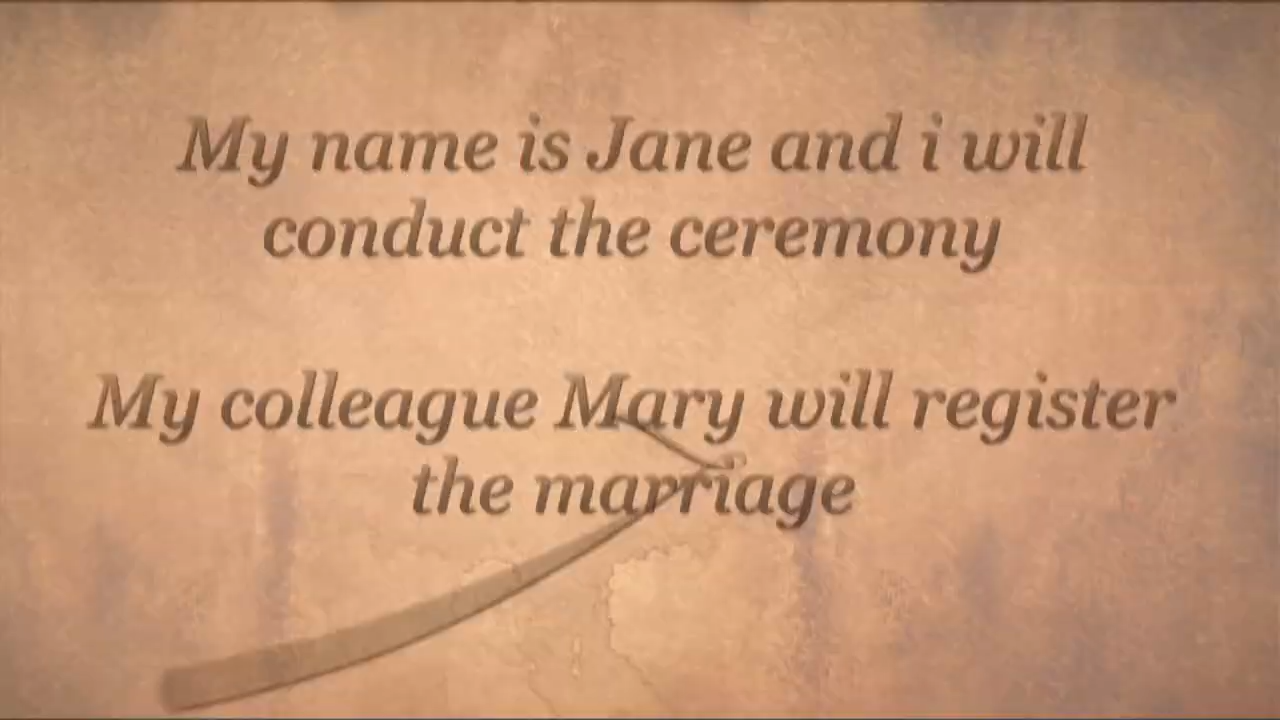 My name is Jane and i will
conduct the ceremony
My colleague Mary will register
the marriage